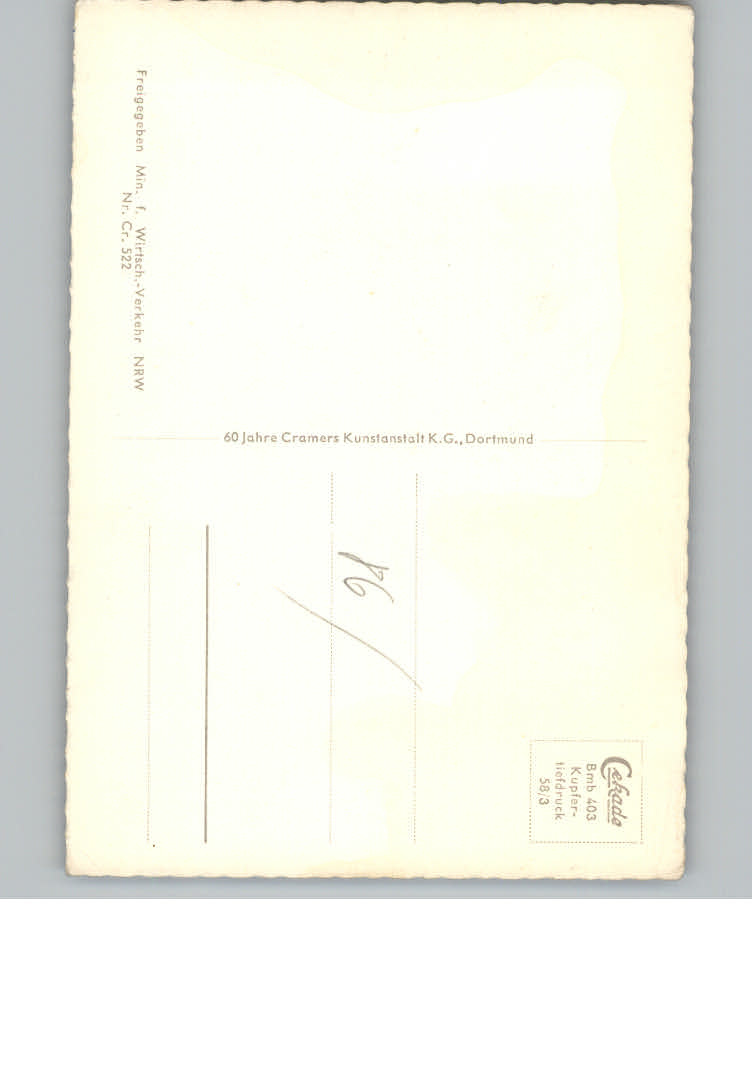 Freigegeben Min. f. Wirtsch.-Verkehr NRW
Nr. Cr. 522
60 Jahre Cramers Kunstanstalt K.G., Dortmund
Cekade
Bmb 403
Kupfer-
tiefdruck
58/3